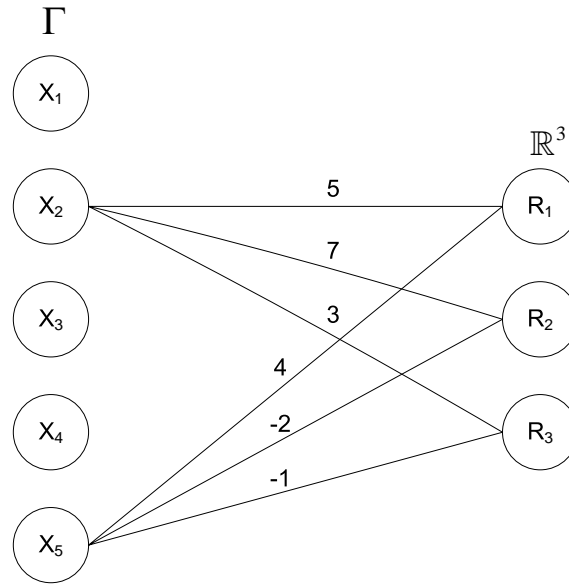 Γ
X₁
ℝ³
X₂
5
R₁
7
X₃
3
R₂
4
X₄
-2
R₃
-1
X₅